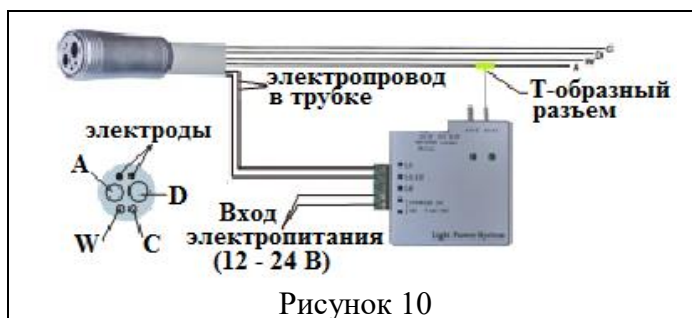 C
D
W
A
электропровод
в трубке
Т-образный
разъем
электроды
A
D
W
C
Вход
электропитания
(12 - 24 В)
Light Power System
Рисунок 10